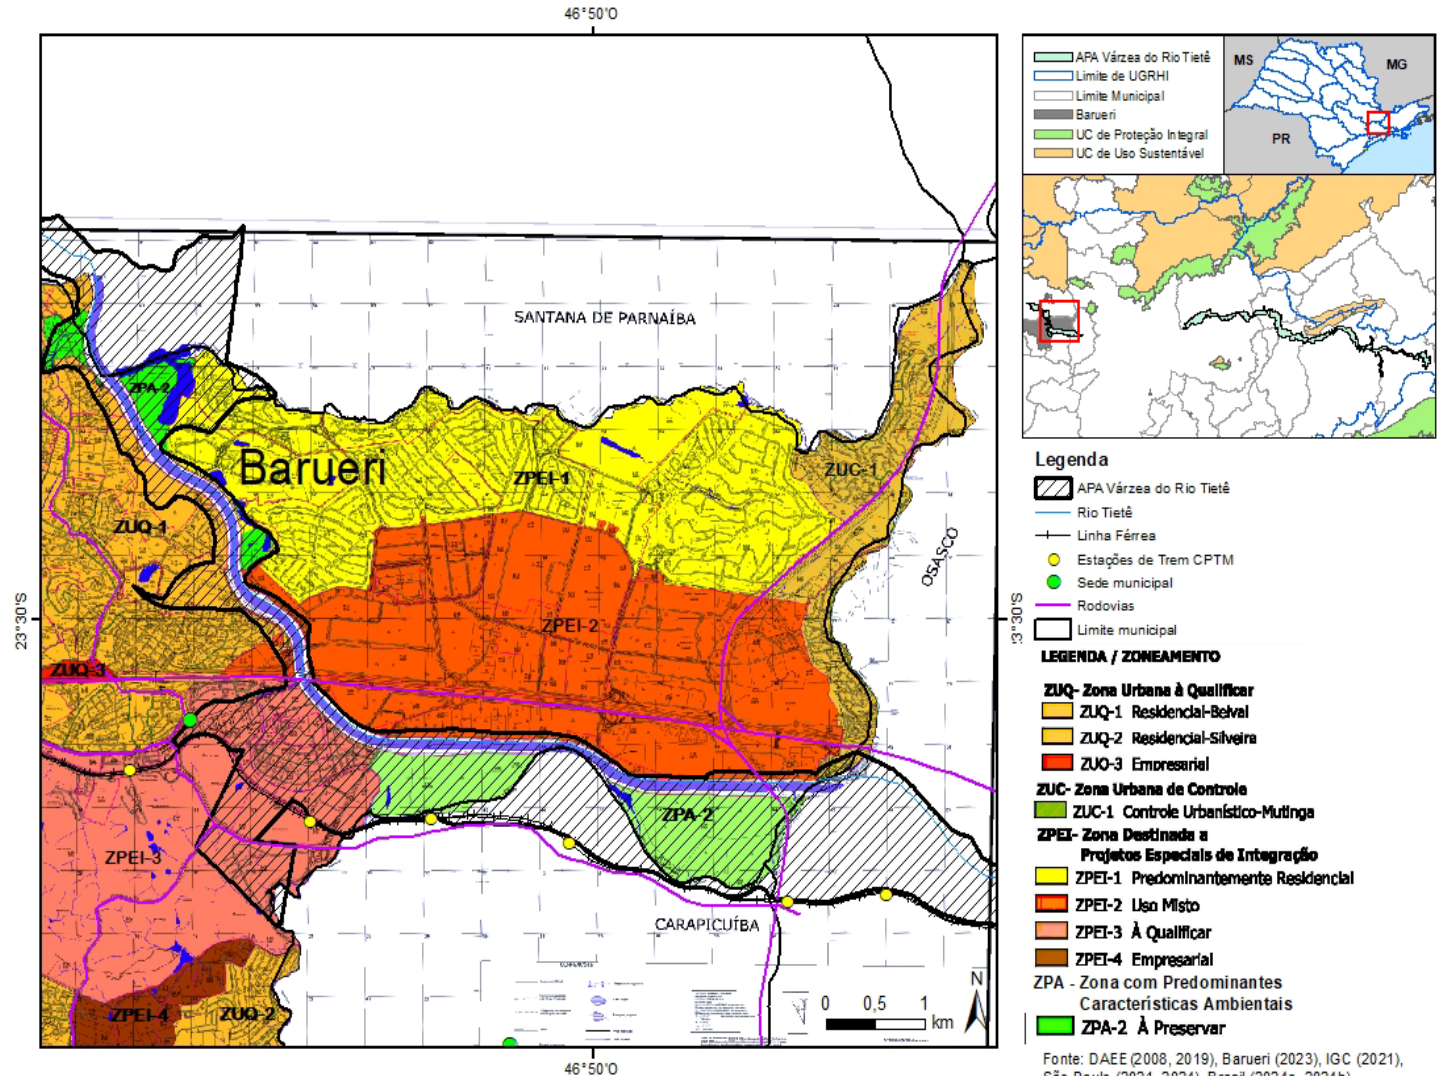 46°50'O
APA Várzea do Rio Tietê
Limite de UGRHI
Limite Municipal
Barueri
UC de Proteção Integral
UC de Uso Sustentável
MS
MG
PR
SANTANA DE PARNAÍBA
ZPA-2
Barueri
ZPEI-1
ZUC-1
ZUQ-1
OSASCO
23°30'S
ZPEI-2
ZUQ-3
ZPA-2
ZPEI-3
CARAPICUÍBA
ZPEI-4
ZUQ-2
N
0 0,5 1
km
46°50'O
3°30'S
Legenda
APA Várzea do Rio Tietê
Rio Tietê
Linha Férrea
Estações de Trem CPTM
Sede municipal
Rodovias
Limite municipal
LEGENDA / ZONEAMENTO
ZUQ- Zona Urbana à Qualificar
ZUQ-1 Residencial-Belval
ZUQ-2 Residencial-Silveira
ZUQ-3 Empresarial
ZUC- Zona Urbana de Controle
ZUC-1 Controle Urbanístico-Mutinga
ZPEI- Zona Destinada a
Projetos Especiais de Integração
ZPEI-1 Predominantemente Residencial
ZPEI-2 Uso Misto
ZPEI-3 À Qualificar
ZPEI-4 Empresarial
ZPA - Zona com Predominantes
Características Ambientais
ZPA-2 À Preservar
Fonte: DAEE (2008, 2019), Barueri (2023), IGC (2021),